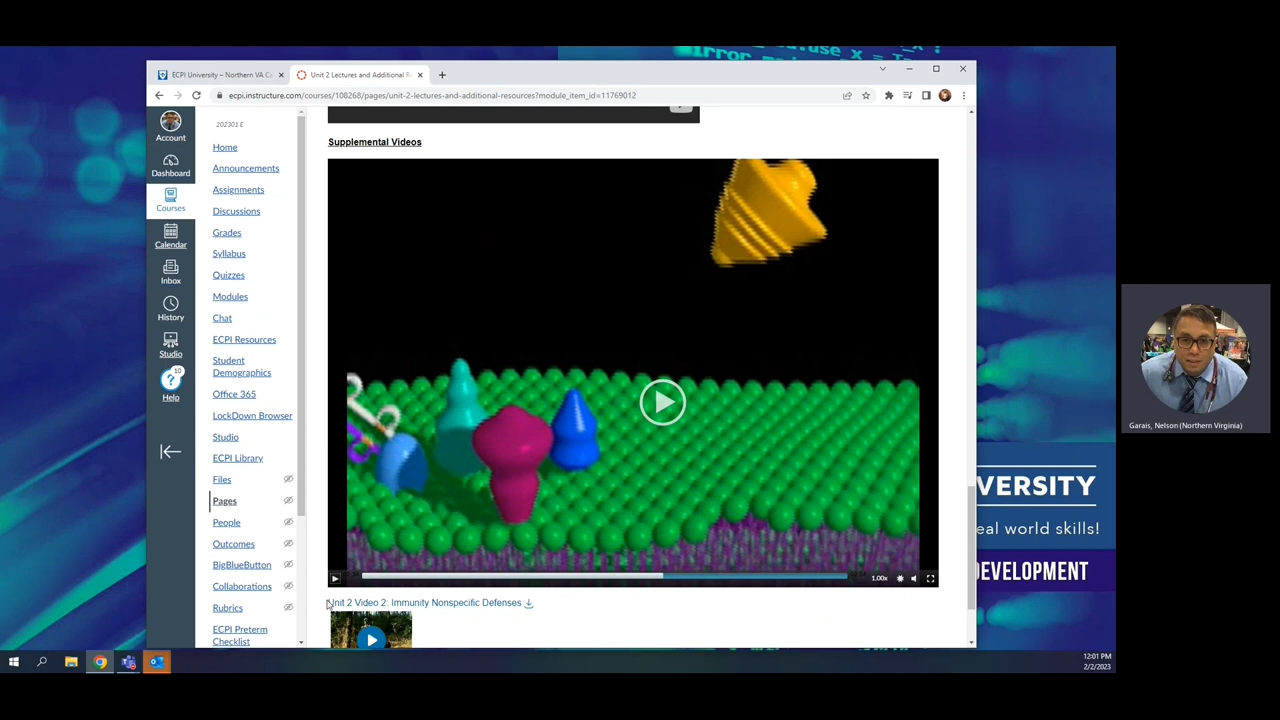 Error
_x =
ECPI University – Northern VA Ca
Unit 2 Lectures and Additional R
ecpi.instructure.com/courses/108268/pages/unit-2-lectures-and-additional-resources?module_item_id=11769012
Account
Dashboard
Courses
Calendar
Inbox
History
Studio
10
Help
202301 E
Home
Announcements
Assignments
Discussions
Grades
Syllabus
Quizzes
Modules
Chat
ECPI Resources
Student
Demographics
Office 365
LockDown Browser
Studio
ECPI Library
Files
Pages
People
Outcomes
BigBlueButton
Collaborations
Rubrics
ECPI Preterm
Checklist
Supplemental Videos
1.00x
Unit 2 Video 2: Immunity Nonspecific Defenses
VERSITY
eal world skills!
DEVELOPMENT
Garais, Nelson (Northern Virginia)
12:01 PM
2/2/2023